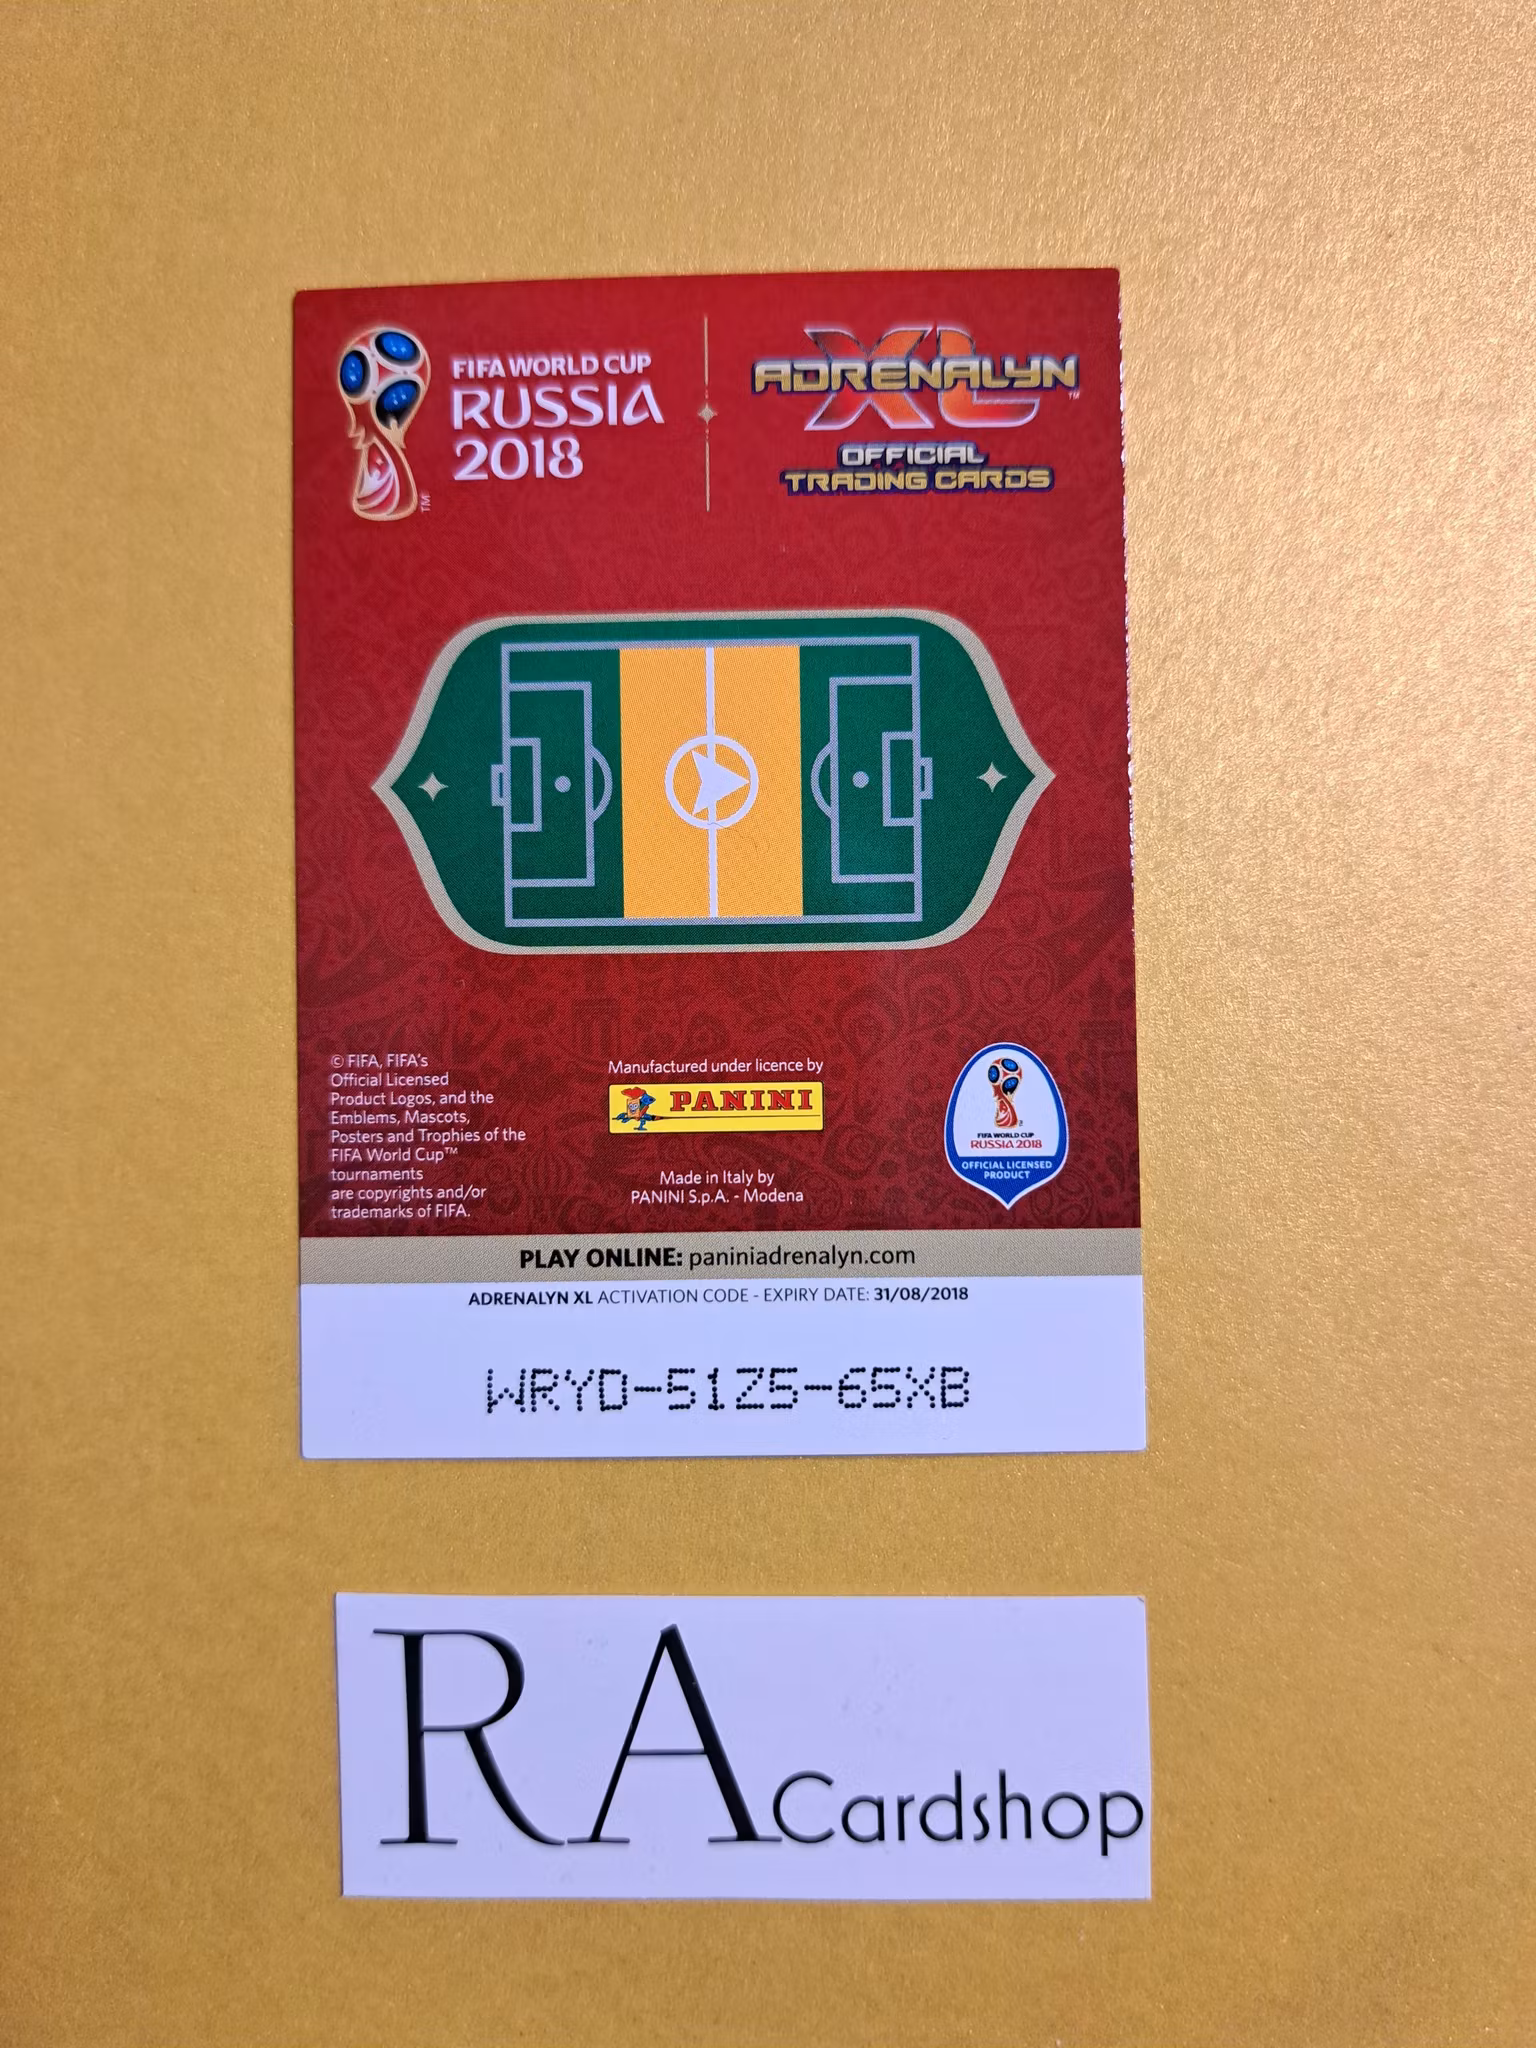 FIFA WORLD CUP
RUSSIA
2018
TM
ADRENALYN XL
TM
OFFICIAL
TRADING CARDS
© FIFA, FIFA's
Official Licensed
Product Logos, and the
Emblems, Mascots,
Posters and Trophies of the
FIFA World Cup™
tournaments
are copyrights and/or
trademarks of FIFA.
Manufactured under licence by
PANINI
Made in Italy by
PANINI S.p.A. - Modena
FIFA WORLD CUP
RUSSIA 2018
OFFICIAL LICENSED
PRODUCT
PLAY ONLINE: paniniadrenalyn.com
ADRENALYN XL ACTIVATION CODE - EXPIRY DATE: 31/08/2018
WRYD-51Z5-65XB
RA Cardshop